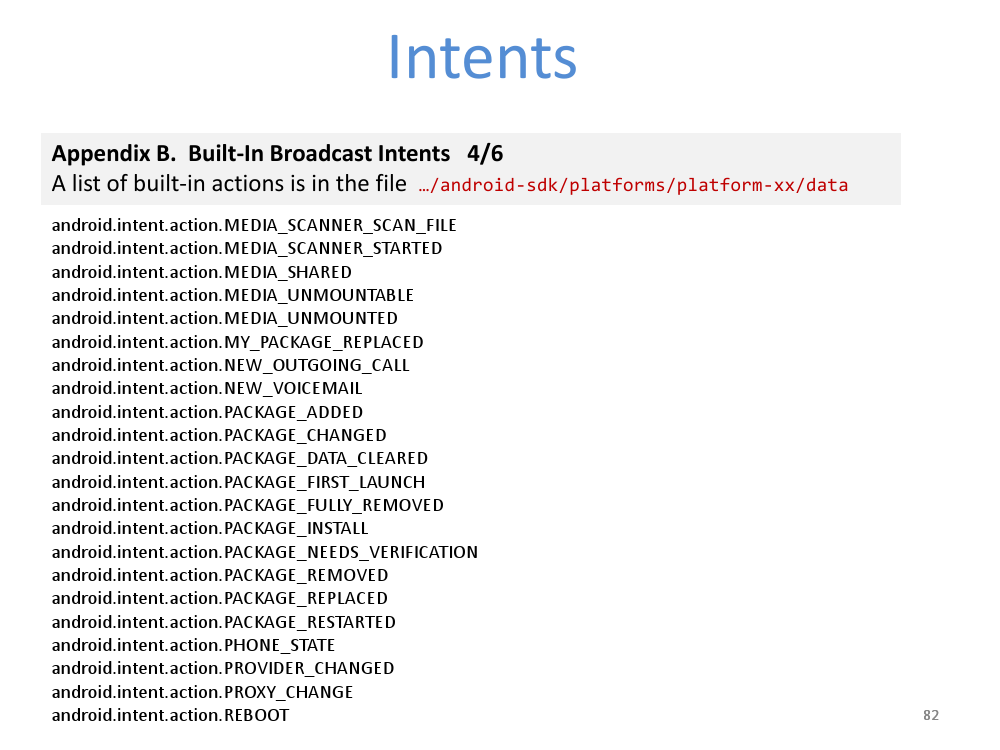 Intents
Appendix B.  Built-In Broadcast Intents   4/6
A list of built-in actions is in the file  …/android-sdk/platforms/platform-xx/data
android.intent.action.MEDIA_SCANNER_SCAN_FILE
android.intent.action.MEDIA_SCANNER_STARTED
android.intent.action.MEDIA_SHARED
android.intent.action.MEDIA_UNMOUNTABLE
android.intent.action.MEDIA_UNMOUNTED
android.intent.action.MY_PACKAGE_REPLACED
android.intent.action.NEW_OUTGOING_CALL
android.intent.action.NEW_VOICEMAIL
android.intent.action.PACKAGE_ADDED
android.intent.action.PACKAGE_CHANGED
android.intent.action.PACKAGE_DATA_CLEARED
android.intent.action.PACKAGE_FIRST_LAUNCH
android.intent.action.PACKAGE_FULLY_REMOVED
android.intent.action.PACKAGE_INSTALL
android.intent.action.PACKAGE_NEEDS_VERIFICATION
android.intent.action.PACKAGE_REMOVED
android.intent.action.PACKAGE_REPLACED
android.intent.action.PACKAGE_RESTARTED
android.intent.action.PHONE_STATE
android.intent.action.PROVIDER_CHANGED
android.intent.action.PROXY_CHANGE
android.intent.action.REBOOT
82